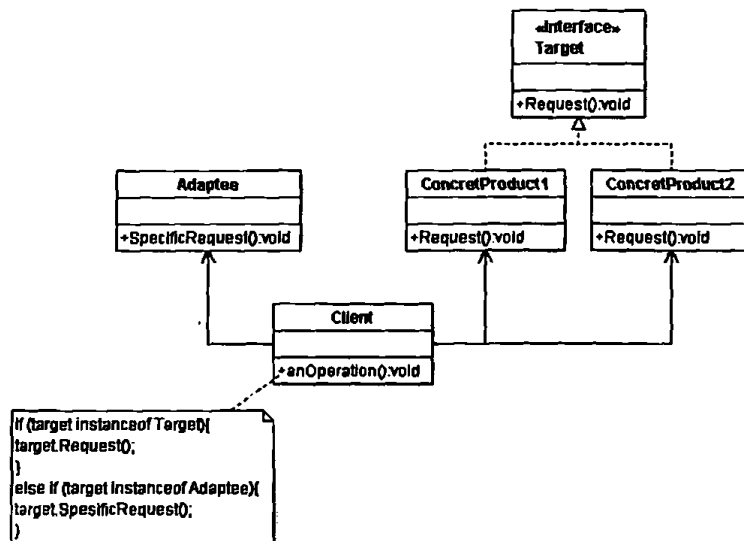 «Interface»
Target
+Request():void
Adaptee
+SpecificRequest():void
ConcretProduct1
+Request():void
ConcretProduct2
+Request():void
Client
+anOperation():void
If (target instanceof Target){
target.Request();
}
else if (target instanceof Adaptee){
target.SpesificRequest();
}